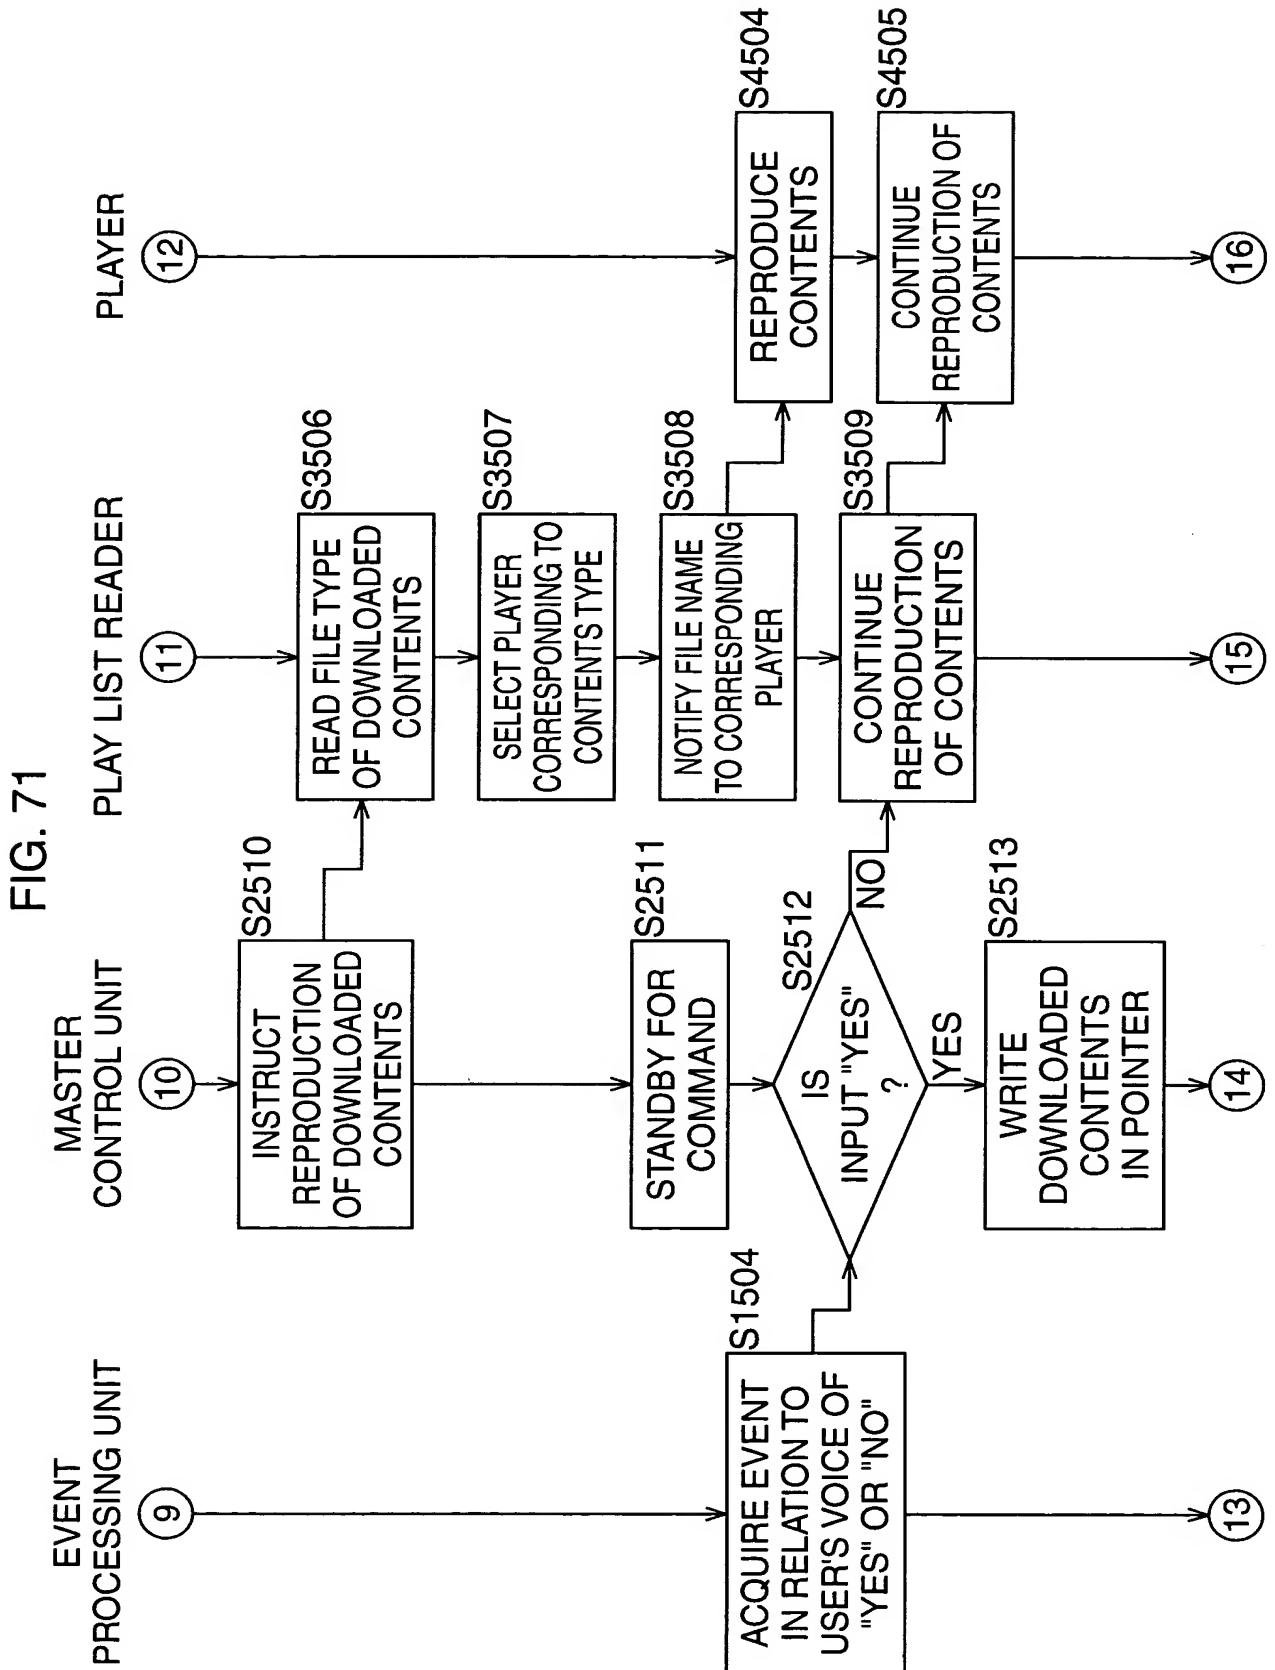 FIG. 71
EVENT
PROCESSING UNIT
MASTER
CONTROL UNIT
PLAY LIST READER
PLAYER
9
10
11
12
S2510
INSTRUCT
REPRODUCTION
OF DOWNLOADED
CONTENTS
S3506
READ FILE TYPE
OF DOWNLOADED
CONTENTS
S3507
SELECT PLAYER
CORRESPONDING TO
CONTENTS TYPE
S2511
STANDBY FOR
COMMAND
S3508
NOTIFY FILE NAME
TO CORRESPONDING
PLAYER
S4504
REPRODUCE
CONTENTS
S1504
ACQUIRE EVENT
IN RELATION TO
USER'S VOICE OF
"YES" OR "NO"
S2512
IS
INPUT "YES"
?
NO
YES
S3509
CONTINUE
REPRODUCTION
OF CONTENTS
S4505
CONTINUE
REPRODUCTION OF
CONTENTS
S2513
WRITE
DOWNLOADED
CONTENTS
IN POINTER
13
14
15
16